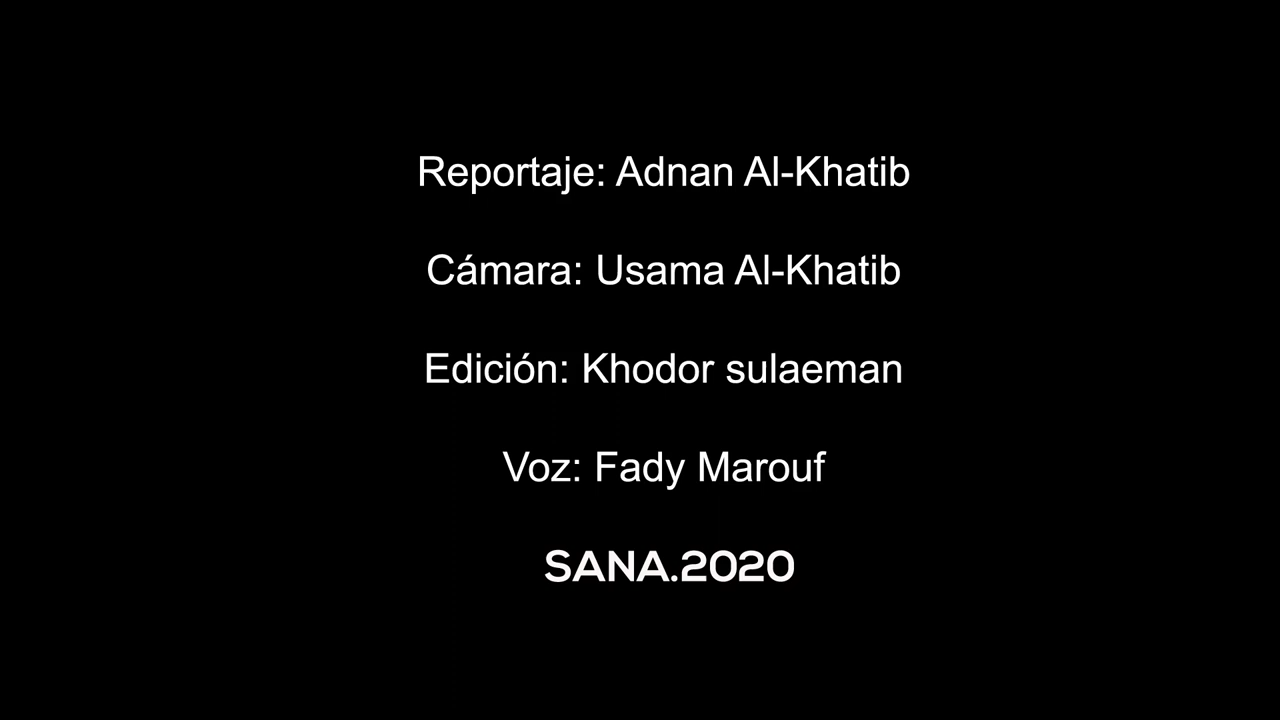 Reportaje: Adnan Al-Khatib
Cámara: Usama Al-Khatib
Edición: Khodor sulaeman
Voz: Fady Marouf
SANA.2020